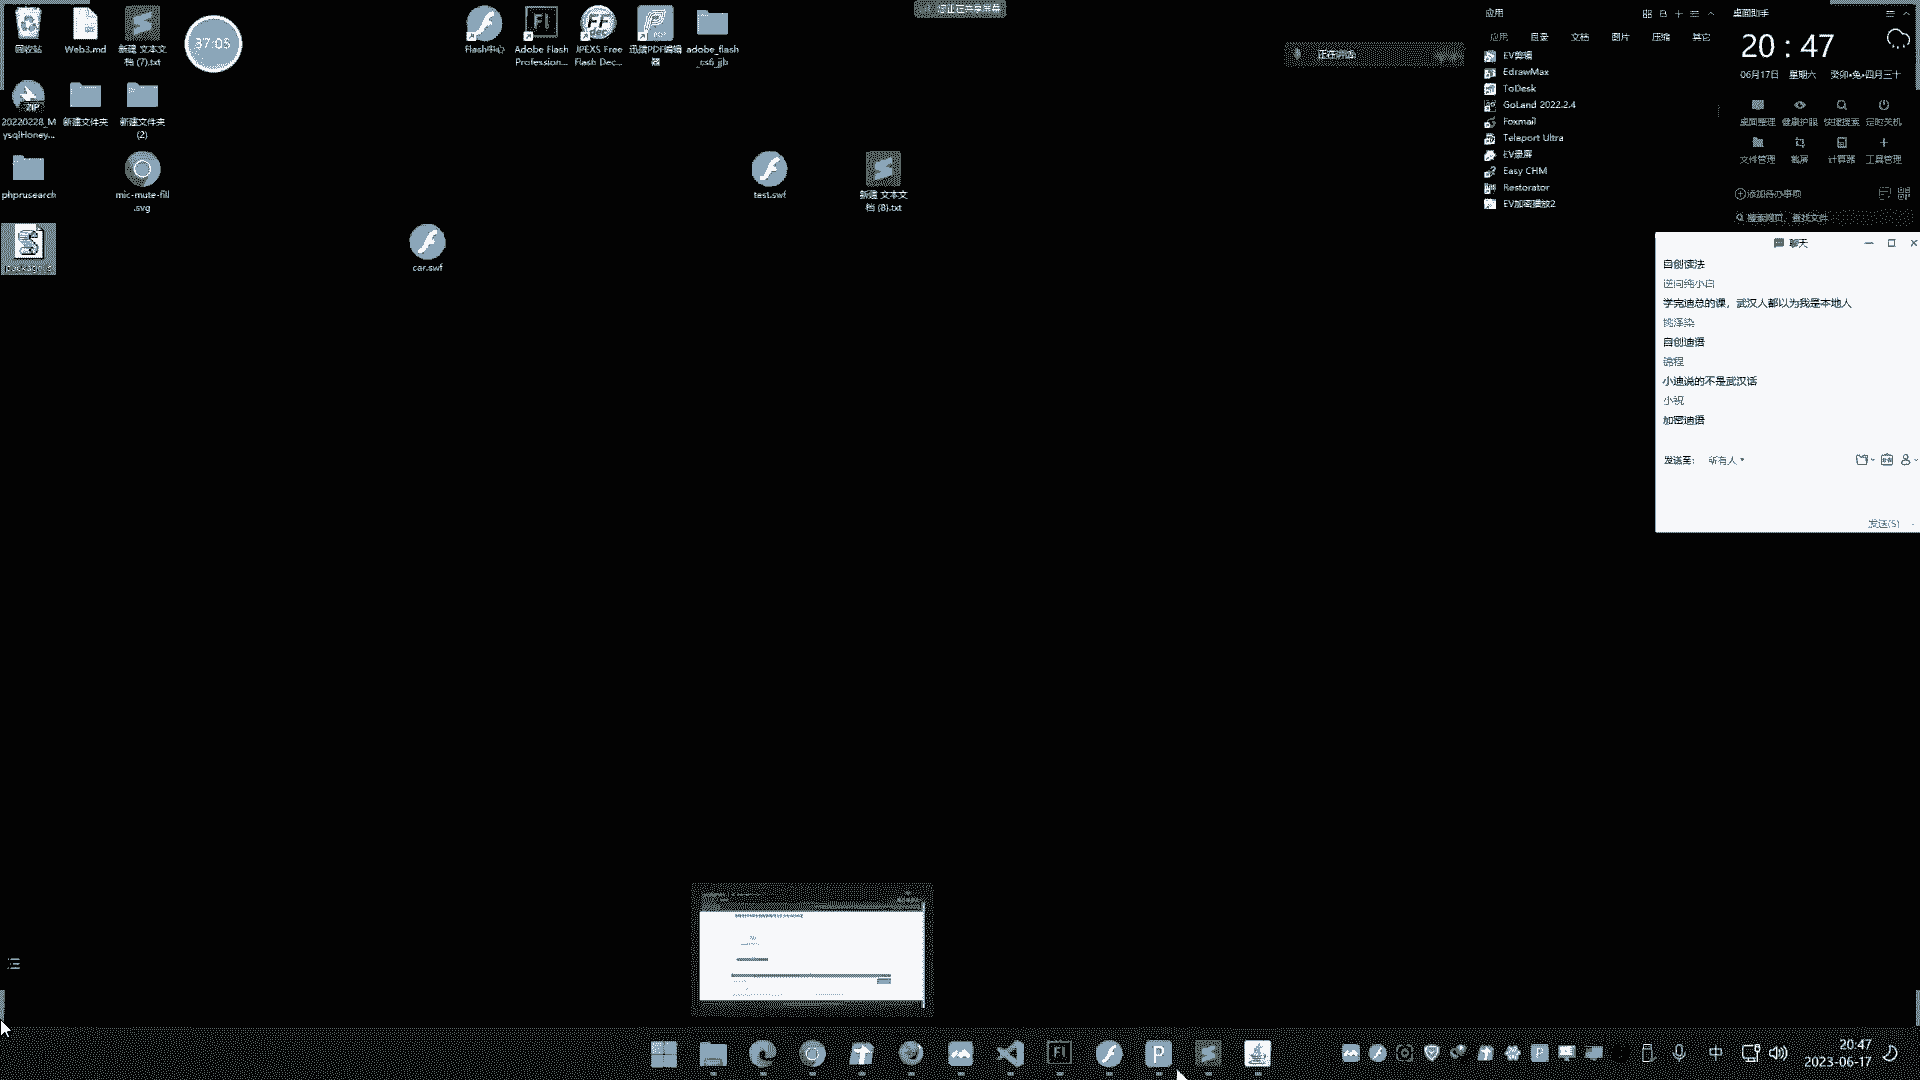 回收站
Web3.md
新建 文本文
档 (7).txt
37:05
20220228_M
ysqlHoney...
新建文件夹
新建文件夹
(2)
phprusearch
mic-mute-fill
.svg
Flash中心
Adobe Flash
Profession...
JPEXS Free
Flash Dec...
迅捷PDF编辑
器
adobe_flash
_cs6_jjb
您正在共享屏幕
正在讲话:
test.swf
新建 文本文
档 (8).txt
car.swf
应用
应用 目录 文档 图片 压缩 其它
EV剪辑
EdrawMax
ToDesk
GoLand 2022.2.4
Foxmail
Teleport Ultra
EV录屏
Easy CHM
Restorator
EV加密播放2
桌面助手
20 : 47
06月17日 星期六 癸卯•兔•四月三十
桌面整理 健康护眼 快捷搜索 定时关机
文件管理 截屏 计算器 工具管理
添加待办事项
搜索网页、查找文件
聊天
自创读法
逆向纯小白
学完迪总的课，武汉人都以为我是本地人
姚泽染
自创迪语
锦程
小迪说的不是武汉话
小祝
加密迪语
发送至: 所有人
发送(S)
中
20:47
2023-06-17